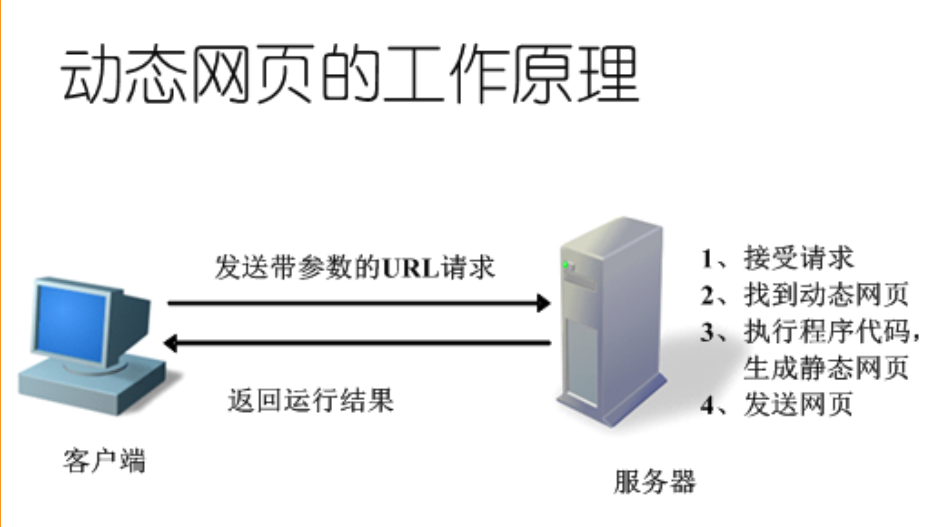 动态网页的工作原理
发送带参数的URL请求
返回运行结果
客户端
服务器
1、接受请求
2、找到动态网页
3、执行程序代码，
生成静态网页
4、发送网页